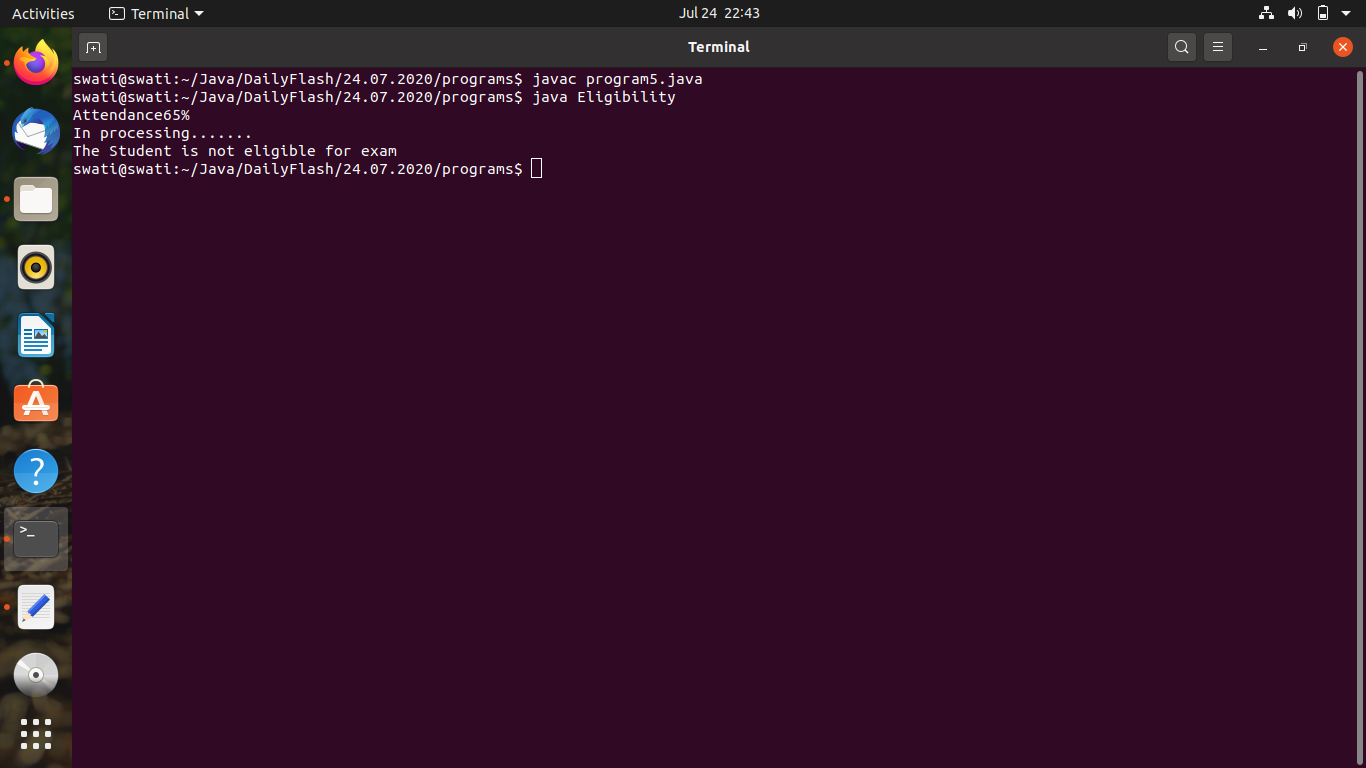 Activities Terminal Jul 24 22:43
Terminal
swati@swati:~/Java/DailyFlash/24.07.2020/programs$ javac program5.java
swati@swati:~/Java/DailyFlash/24.07.2020/programs$ java Eligibility
Attendance65%
In processing.......
The Student is not eligible for exam
swati@swati:~/Java/DailyFlash/24.07.2020/programs$